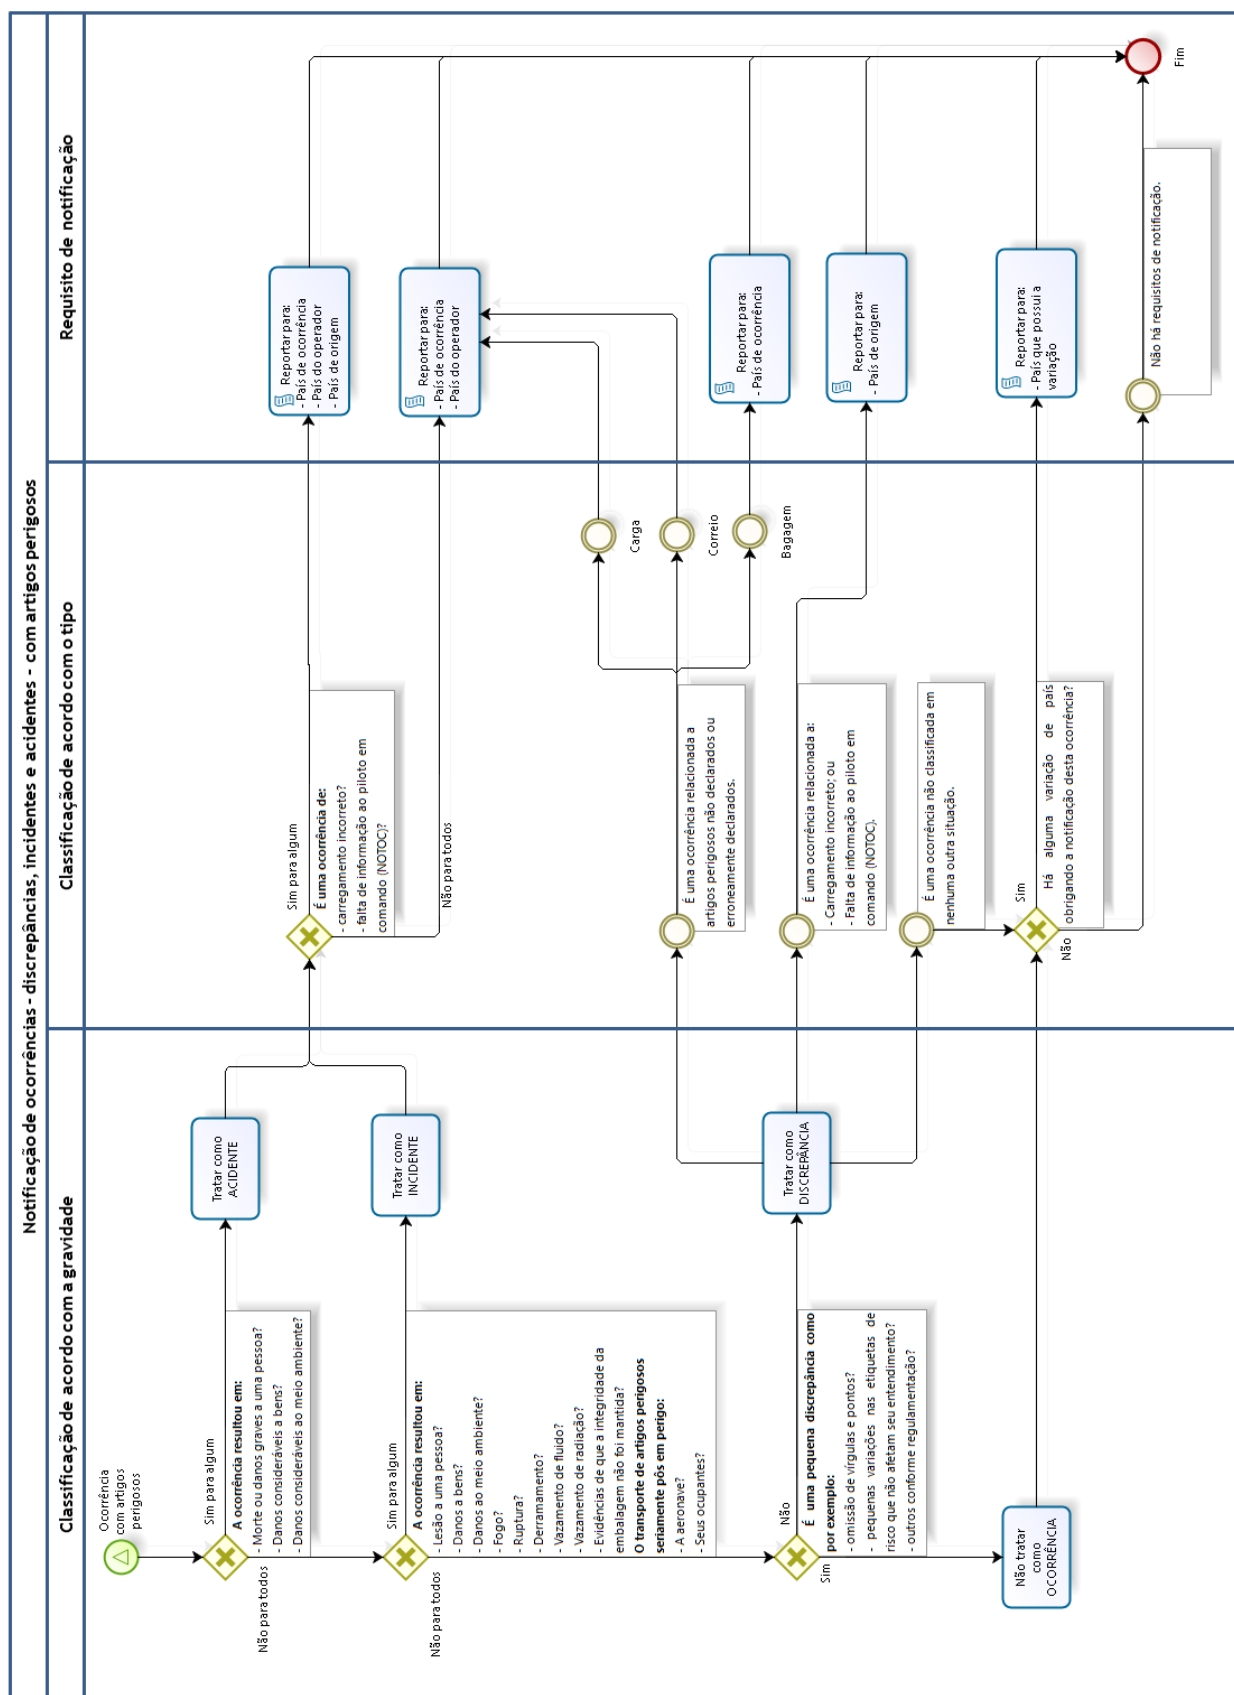 Notificação de ocorrências - discrepâncias, incidentes e acidentes - com artigos perigosos
Classificação de acordo com a gravidade
Classificação de acordo com o tipo
Requisito de notificação
Ocorrência
com artigos
perigosos
Sim para algum
Não para todos
A ocorrência resultou em:
- Morte ou danos graves a uma pessoa?
- Danos consideráveis a bens?
- Danos consideráveis ao meio ambiente?
Tratar como
ACIDENTE
Sim para algum
Não para todos
A ocorrência resultou em:
- Lesão a uma pessoa?
- Danos a bens?
- Danos ao meio ambiente?
- Fogo?
- Ruptura?
- Derramamento?
- Vazamento de fluido?
- Vazamento de radiação?
- Evidências de que a integridade da
embalagem não foi mantida?
O transporte de artigos perigosos
seriamente pôs em perigo:
- A aeronave?
- Seus ocupantes?
Tratar como
INCIDENTE
Não
Sim
É uma pequena discrepância como
por exemplo:
- omissão de vírgulas e pontos?
- pequenas variações nas etiquetas de
risco que não afetam seu entendimento?
- outros conforme regulamentação?
Tratar como
DISCREPÂNCIA
Não tratar
como
OCORRÊNCIA
Sim para algum
É uma ocorrência de:
- carregamento incorreto?
- falta de informação ao piloto em
comando (NOTOC)?
Não para todos
É uma ocorrência relacionada a
artigos perigosos não declarados ou
erroneamente declarados.
Carga
Correio
Bagagem
É uma ocorrência relacionada a:
- Carregamento incorreto; ou
- Falta de informação ao piloto em
comando (NOTOC).
É uma ocorrência não classificada em
nenhuma outra situação.
Sim
Não
Há alguma variação de país
obrigando a notificação desta ocorrência?
Reportar para:
- País de ocorrência
- País do operador
- País de origem
Reportar para:
- País de ocorrência
- País do operador
Reportar para:
- País de ocorrência
Reportar para:
- País de origem
Reportar para:
- País que possui a
variação
Não há requisitos de notificação.
Fim